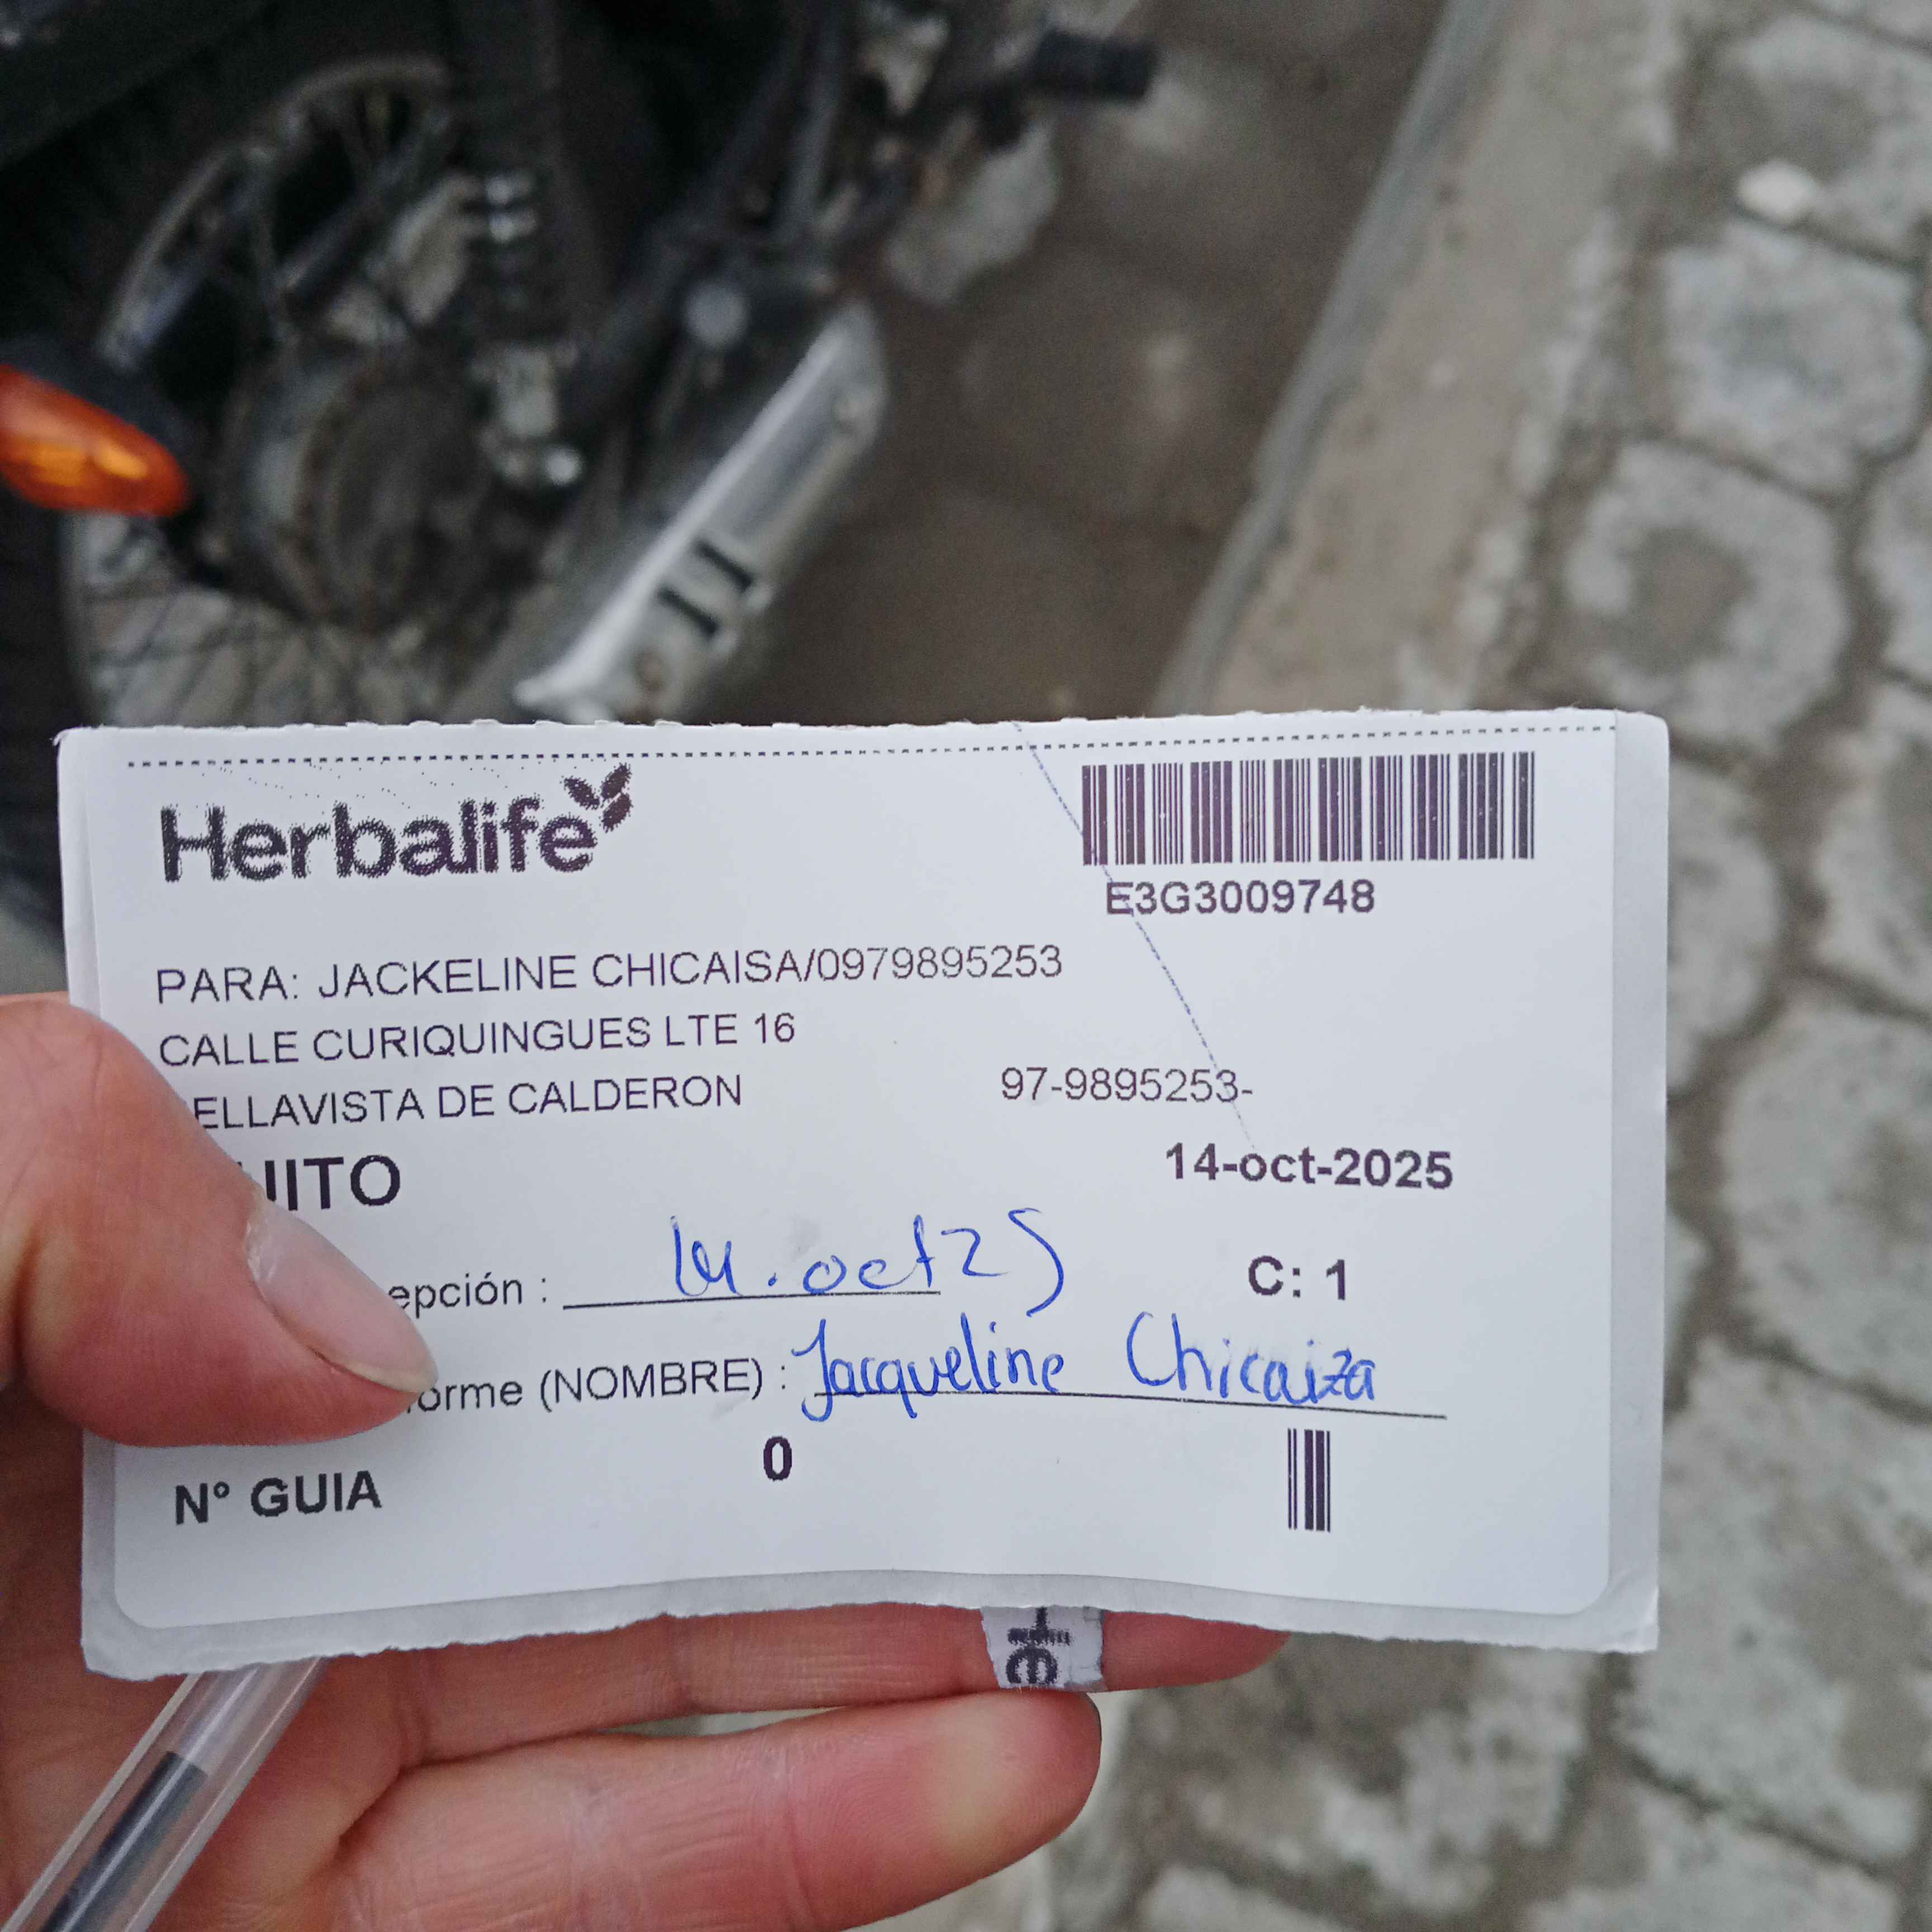 Herbalife
E3G3009748
PARA: JACKELINE CHICAISA/0979895253
CALLE CURIQUINGUES LTE 16
ELLAVISTA DE CALDERON 97-9895253-
UITO 14-oct-2025
epción : 14.oct25 C: 1
orme (NOMBRE) : Jacqueline Chicaiza
N° GUIA 0
He